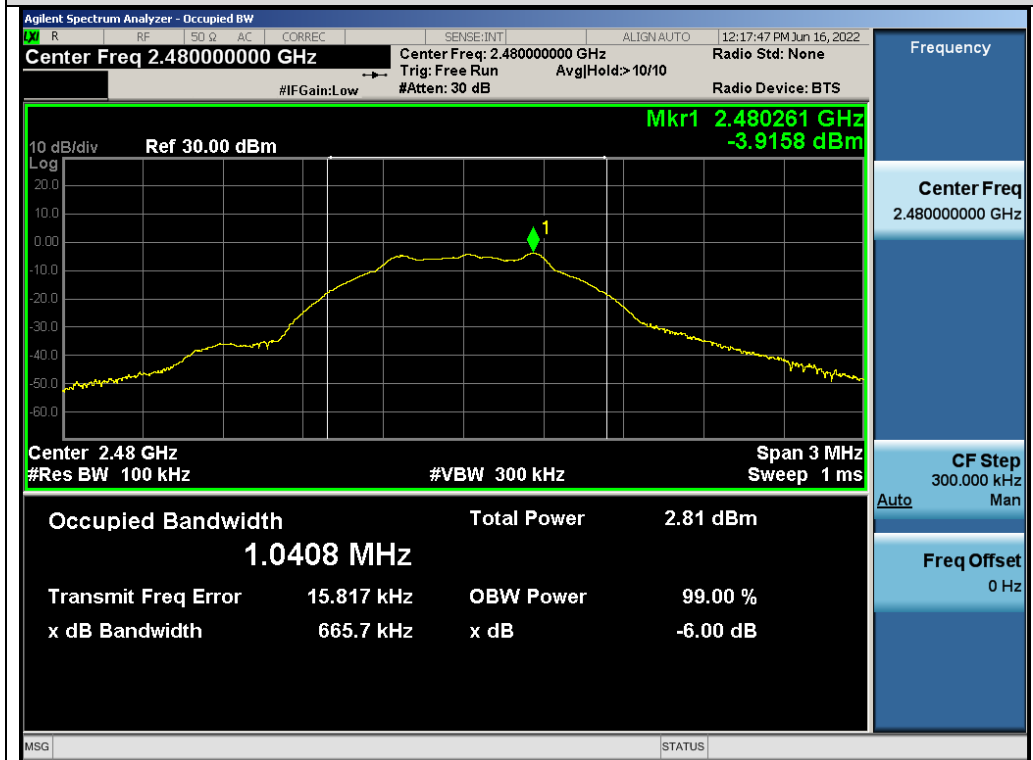 Agilent Spectrum Analyzer - Occupied BW
LXI R RF 50 Ω AC CORREC SENSE:INT ALIGN AUTO 12:17:47 PM Jun 16, 2022
Center Freq 2.480000000 GHz
Center Freq: 2.480000000 GHz
Radio Std: None
Trig: Free Run Avg|Hold:> 10/10
#IFGain:Low #Atten: 30 dB
Radio Device: BTS
Mkr1 2.480261 GHz
-3.9158 dBm
10 dB/div Ref 30.00 dBm
Log
20.0
10.0
0.00
-10.0
-20.0
-30.0
-40.0
-50.0
-60.0
1
Center 2.48 GHz Span 3 MHz
#Res BW 100 kHz #VBW 300 kHz Sweep 1 ms
Occupied Bandwidth Total Power 2.81 dBm
1.0408 MHz
Transmit Freq Error 15.817 kHz OBW Power 99.00 %
x dB Bandwidth 665.7 kHz x dB -6.00 dB
Frequency
Center Freq
2.480000000 GHz
CF Step
300.000 kHz
Auto Man
Freq Offset
0 Hz
MSG STATUS